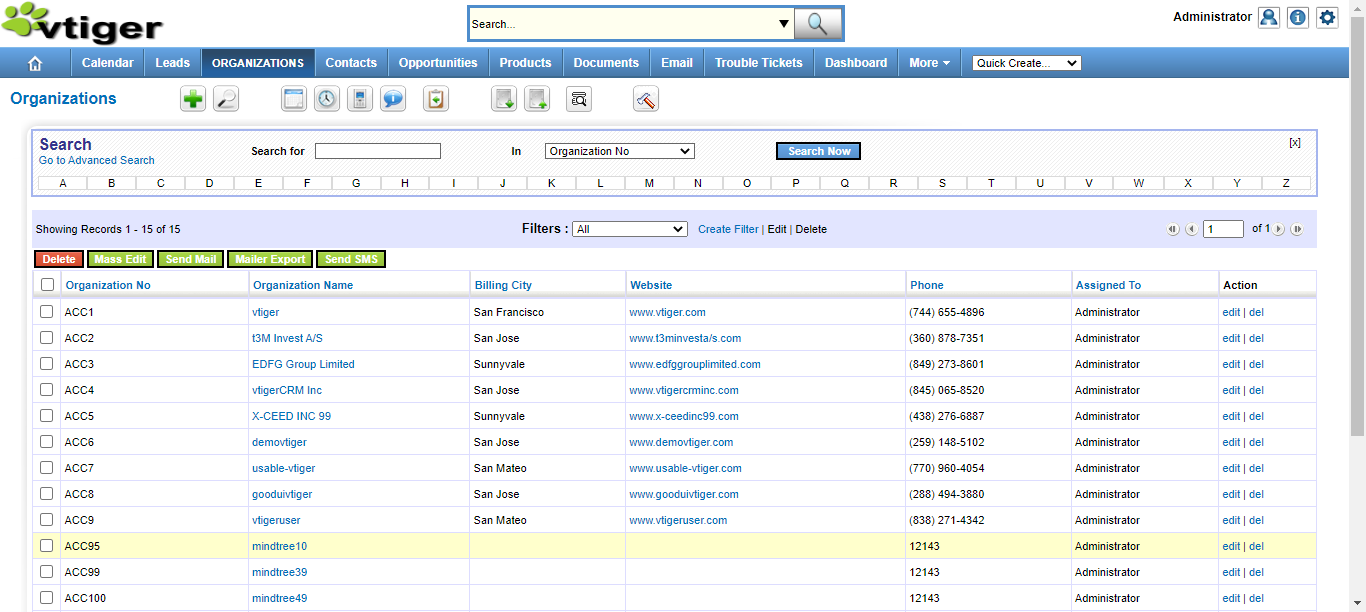 vtiger
Search...
Administrator
Calendar Leads ORGANIZATIONS Contacts Opportunities Products Documents Email Trouble Tickets Dashboard More Quick Create...
Organizations
Search
Go to Advanced Search
Search for In Organization No Search Now [x]
A B C D E F G H I J K L M N O P Q R S T U V W X Y Z
Showing Records 1 - 15 of 15 Filters : All Create Filter | Edit | Delete 1 of 1
Delete Mass Edit Send Mail Mailer Export Send SMS
Organization No Organization Name Billing City Website Phone Assigned To Action
ACC1 vtiger San Francisco www.vtiger.com (744) 655-4896 Administrator edit | del
ACC2 t3M Invest A/S San Jose www.t3minvesta/s.com (360) 878-7351 Administrator edit | del
ACC3 EDFG Group Limited Sunnyvale www.edfggrouplimited.com (849) 273-8601 Administrator edit | del
ACC4 vtigerCRM Inc San Jose www.vtigercrminc.com (845) 065-8520 Administrator edit | del
ACC5 X-CEED INC 99 Sunnyvale www.x-ceedinc99.com (438) 276-6887 Administrator edit | del
ACC6 demovtiger San Jose www.demovtiger.com (259) 148-5102 Administrator edit | del
ACC7 usable-vtiger San Mateo www.usable-vtiger.com (770) 960-4054 Administrator edit | del
ACC8 gooduivtiger San Jose www.gooduivtiger.com (288) 494-3880 Administrator edit | del
ACC9 vtigeruser San Mateo www.vtigeruser.com (838) 271-4342 Administrator edit | del
ACC95 mindtree10 12143 Administrator edit | del
ACC99 mindtree39 12143 Administrator edit | del
ACC100 mindtree49 12143 Administrator edit | del